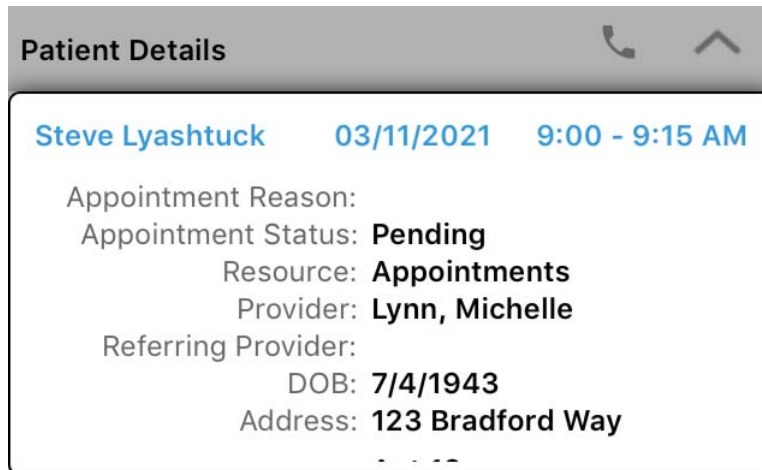 Patient Details
Steve Lyashtuck 03/11/2021 9:00 - 9:15 AM
Appointment Reason:
Appointment Status: Pending
Resource: Appointments
Provider: Lynn, Michelle
Referring Provider:
DOB: 7/4/1943
Address: 123 Bradford Way